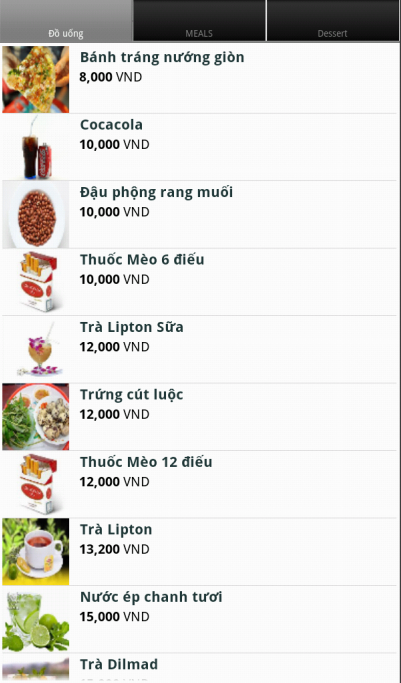 Đồ uống MEALS Dessert
Bánh tráng nướng giòn
8,000 VND
Cocacola
10,000 VND
Đậu phộng rang muối
10,000 VND
Thuốc Mèo 6 điếu
10,000 VND
Trà Lipton Sữa
12,000 VND
Trứng cút luộc
12,000 VND
Thuốc Mèo 12 điếu
12,000 VND
Trà Lipton
13,200 VND
Nước ép chanh tươi
15,000 VND
Trà Dilmad